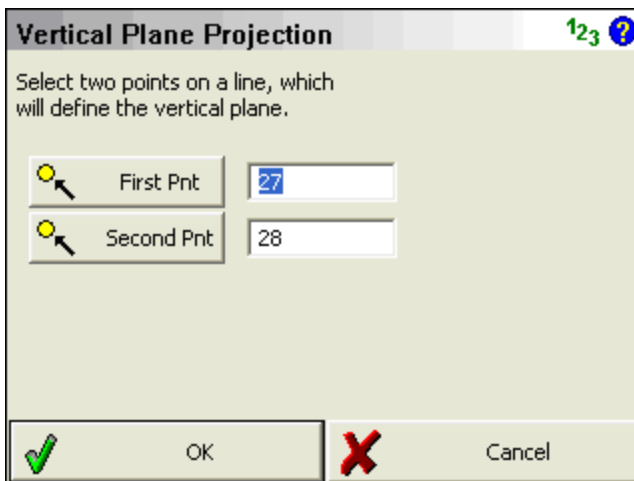 Vertical Plane Projection 123 ?
Select two points on a line, which
will define the vertical plane.
First Pnt 27
Second Pnt 28
OK Cancel